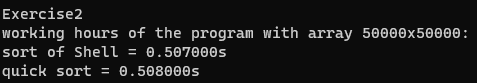 Exercise2
working hours of the program with array 50000x50000:
sort of Shell = 0.507000s
quick sort = 0.508000s